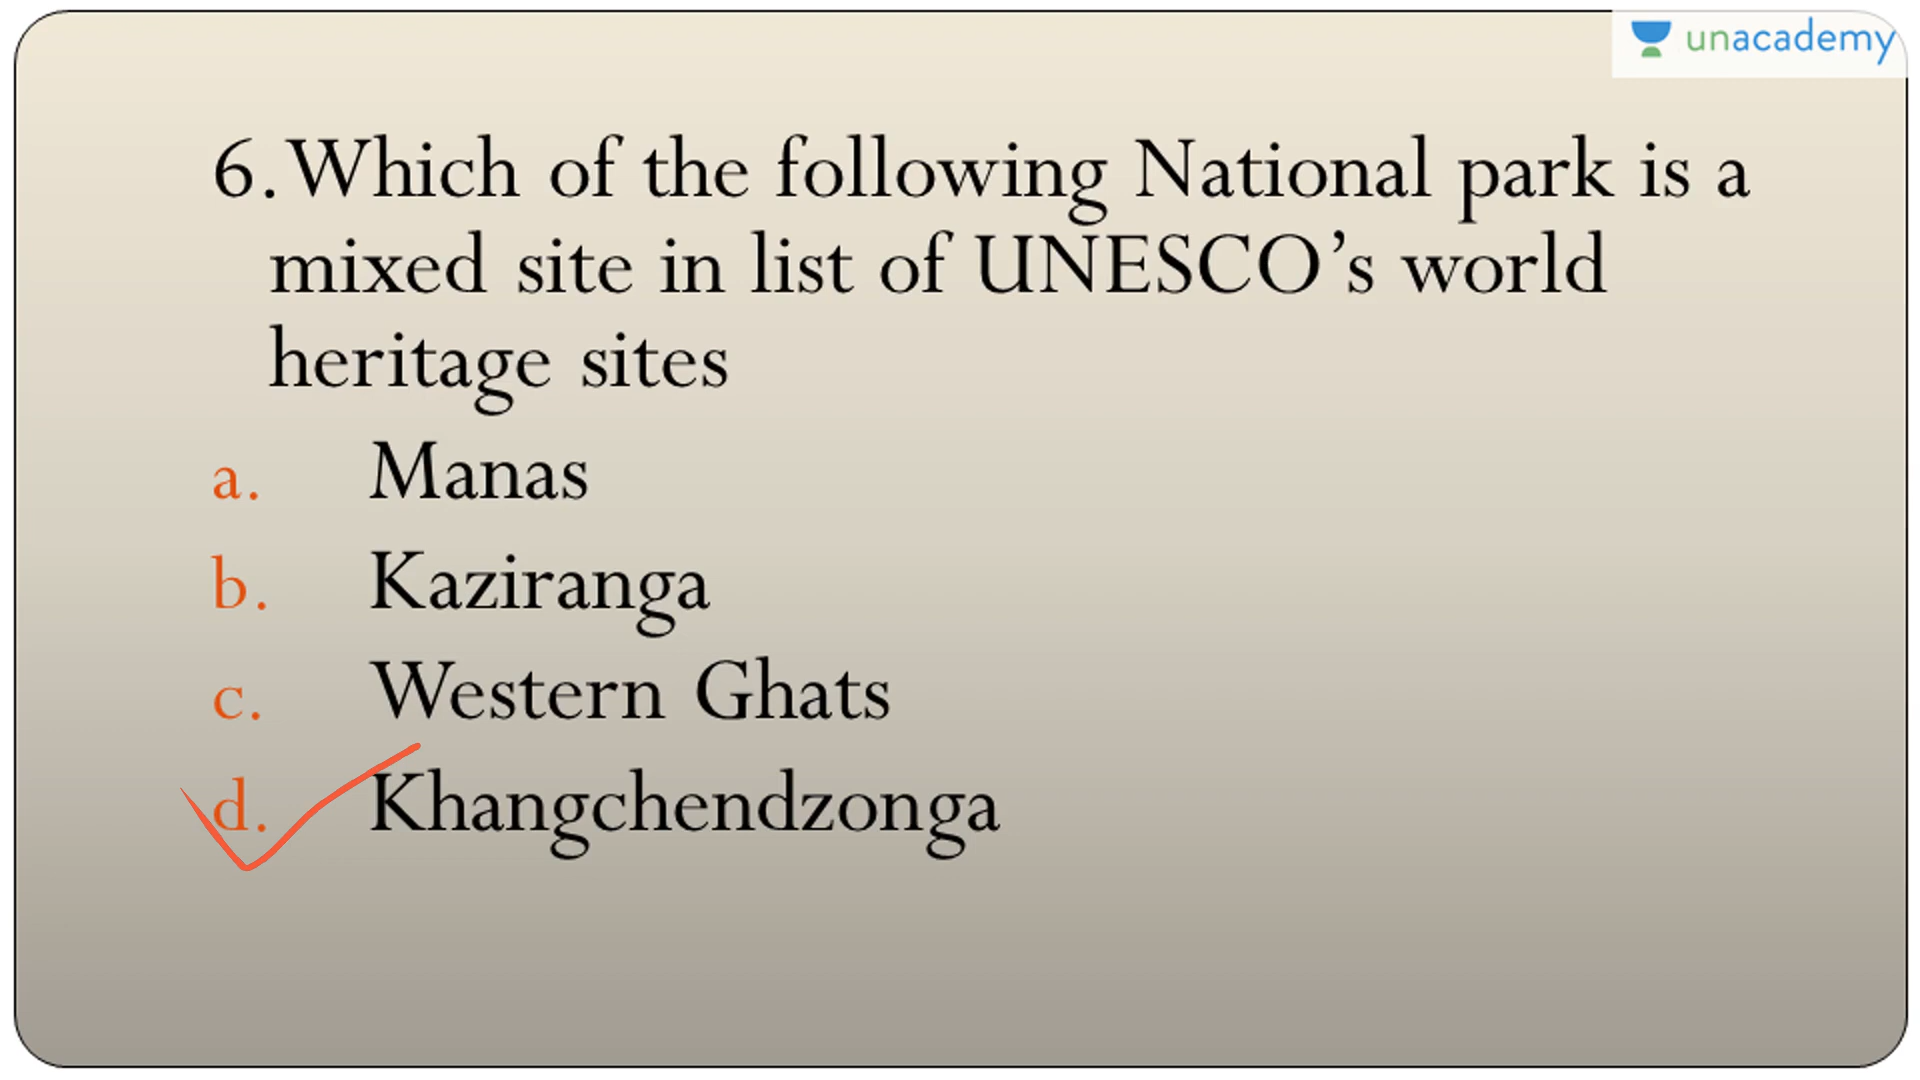 unacademy
6. Which of the following National park is a
mixed site in list of UNESCO’s world
heritage sites
a. Manas
b. Kaziranga
c. Western Ghats
d. Khangchendzonga